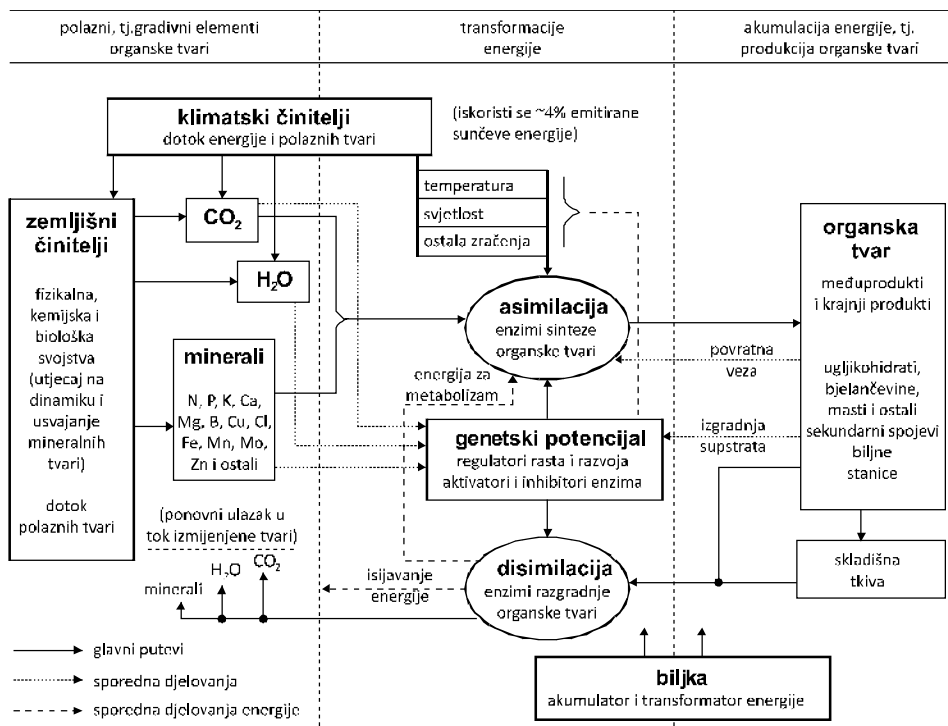 polazni, tj.gradivni elementi
organske tvari
transformacije
energije
akumulacija energije, tj.
produkcija organske tvari
klimatski činitelji
dotok energije i polaznih tvari
(iskoristi se ~4% emitirane
sunčeve energije)
temperatura
svjetlost
ostala zračenja
zemljišni
činitelji
fizikalna,
kemijska i
biološka
svojstva
(utjecaj na
dinamiku i
usvajanje
mineralnih
tvari)
dotok
polaznih tvari
CO₂
H₂O
minerali
N, P, K, Ca,
Mg, B, Cu, Cl,
Fe, Mn, Mo,
Zn i ostali
asimilacija
enzimi sinteze
organske tvari
organska
tvar
međuprodukti
i krajnji produkti
ugljikohidrati,
bjelančevine,
masti i ostali
sekundarni spojevi
biljne
stanice
povratna
veza
energija za
metabolizam
genetski potencijal
regulatori rasta i razvoja
aktivatori i inhibitori enzima
izgradnja
supstrata
(ponovni ulazak u
tok izmijenjene tvari)
minerali
H₂O
CO₂
isijavanje
energije
disimilacija
enzimi razgradnje
organske tvari
skladišna
tkiva
glavni putevi
sporedna djelovanja
sporedna djelovanja energije
biljka
akumulator i transformator energije